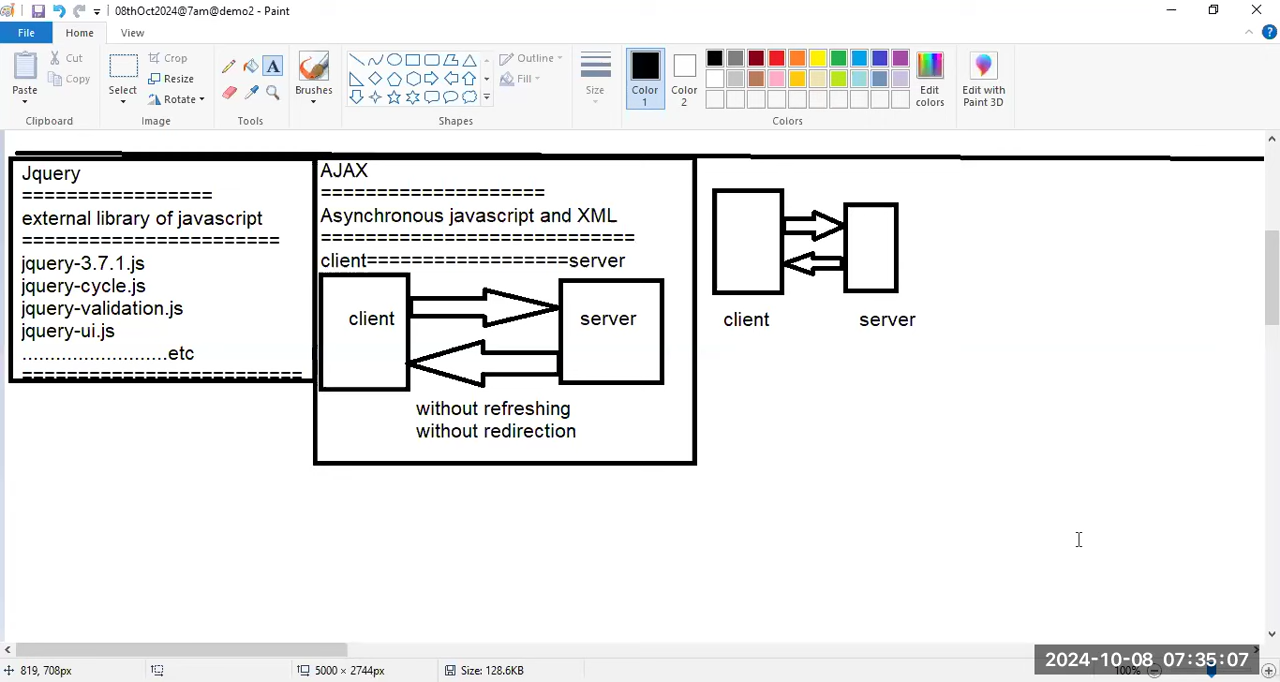 08thOct2024@7am@demo2 - Paint
File
Home
View
Paste
Cut
Copy
Clipboard
Select
Crop
Resize
Rotate
Image
A
Tools
Brushes
Outline
Fill
Shapes
Size
Color
1
Color
2
Edit
colors
Colors
Edit with
Paint 3D
Jquery
=================
external library of javascript
=======================
jquery-3.7.1.js
jquery-cycle.js
jquery-validation.js
jquery-ui.js
..........................etc
=========================
AJAX
====================
Asynchronous javascript and XML
============================
client==================server
client
server
without refreshing
without redirection
client
server
819, 708px
5000 × 2744px
Size: 128.6KB
100%
2024-10-08 07:35:07